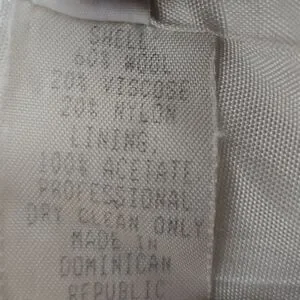 SHELL
60% WOOL
20% VISCOSE
20% NYLON
LINING:
100% ACETATE
PROFESSIONAL
DRY CLEAN ONLY
MADE IN
DOMINICAN
REPUBLIC